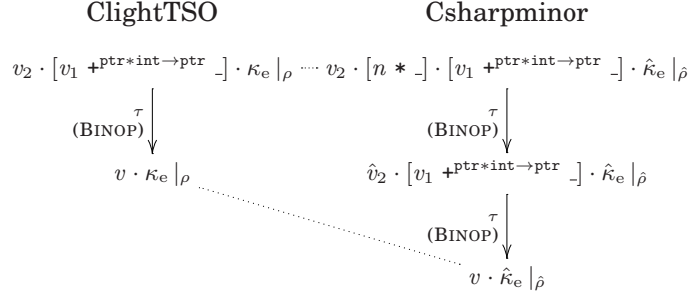 ClightTSO Csharpminor
v₂ · [v₁ +ᵖᵗʳ*ⁱⁿᵗ→ᵖᵗʳ _] · κₑ |ρ ····· v₂ · [n * _] · [v₁ +ᵖᵗʳ*ⁱⁿᵗ→ᵖᵗʳ _] · κ̂ₑ |ρ̂
τ τ
(BINOP) (BINOP)
v · κₑ |ρ v̂₂ · [v₁ +ᵖᵗʳ*ⁱⁿᵗ→ᵖᵗʳ _] · κ̂ₑ |ρ̂
τ
(BINOP)
v · κ̂ₑ |ρ̂